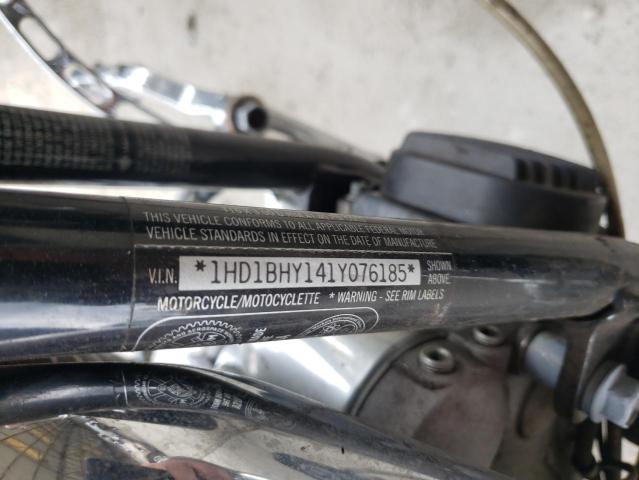 THIS VEHICLE CONFORMS TO ALL APPLICABLE FEDERAL MOTOR
VEHICLE STANDARDS IN EFFECT ON THE DATE OF MANUFACTURE
V.I.N. *1HD1BHY141Y076185* SHOWN ABOVE.
MOTORCYCLE/MOTOCYCLETTE * WARNING - SEE RIM LABELS